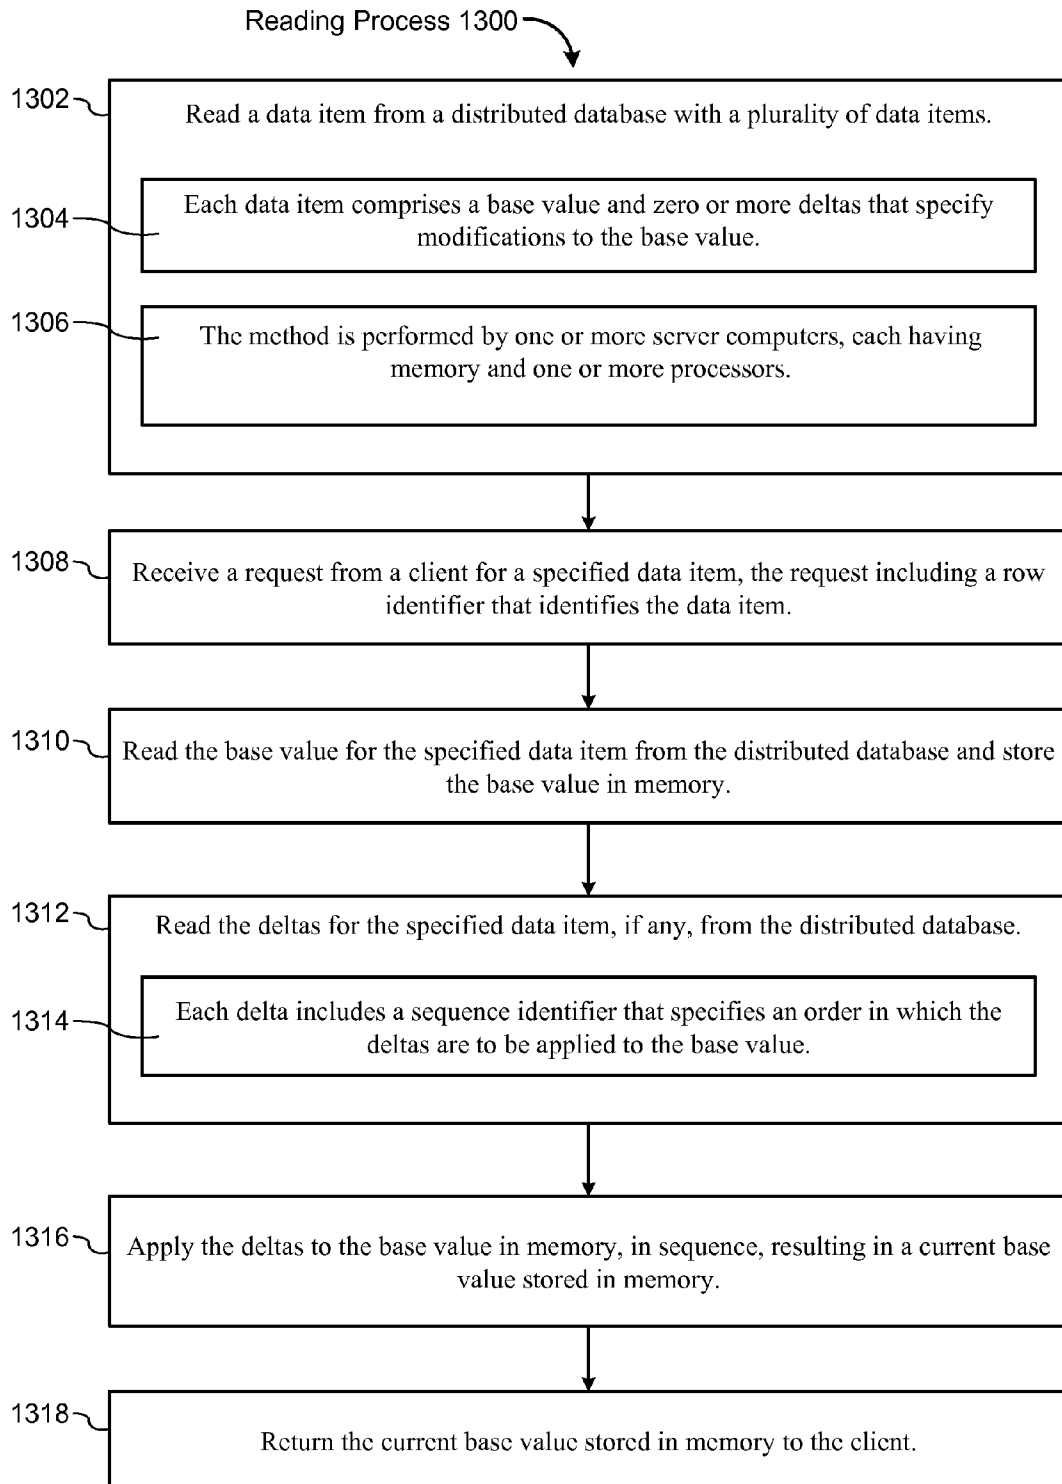 Reading Process 1300
1302
Read a data item from a distributed database with a plurality of data items.
1304
Each data item comprises a base value and zero or more deltas that specify
modifications to the base value.
1306
The method is performed by one or more server computers, each having
memory and one or more processors.
1308
Receive a request from a client for a specified data item, the request including a row
identifier that identifies the data item.
1310
Read the base value for the specified data item from the distributed database and store
the base value in memory.
1312
Read the deltas for the specified data item, if any, from the distributed database.
1314
Each delta includes a sequence identifier that specifies an order in which the
deltas are to be applied to the base value.
1316
Apply the deltas to the base value in memory, in sequence, resulting in a current base
value stored in memory.
1318
Return the current base value stored in memory to the client.